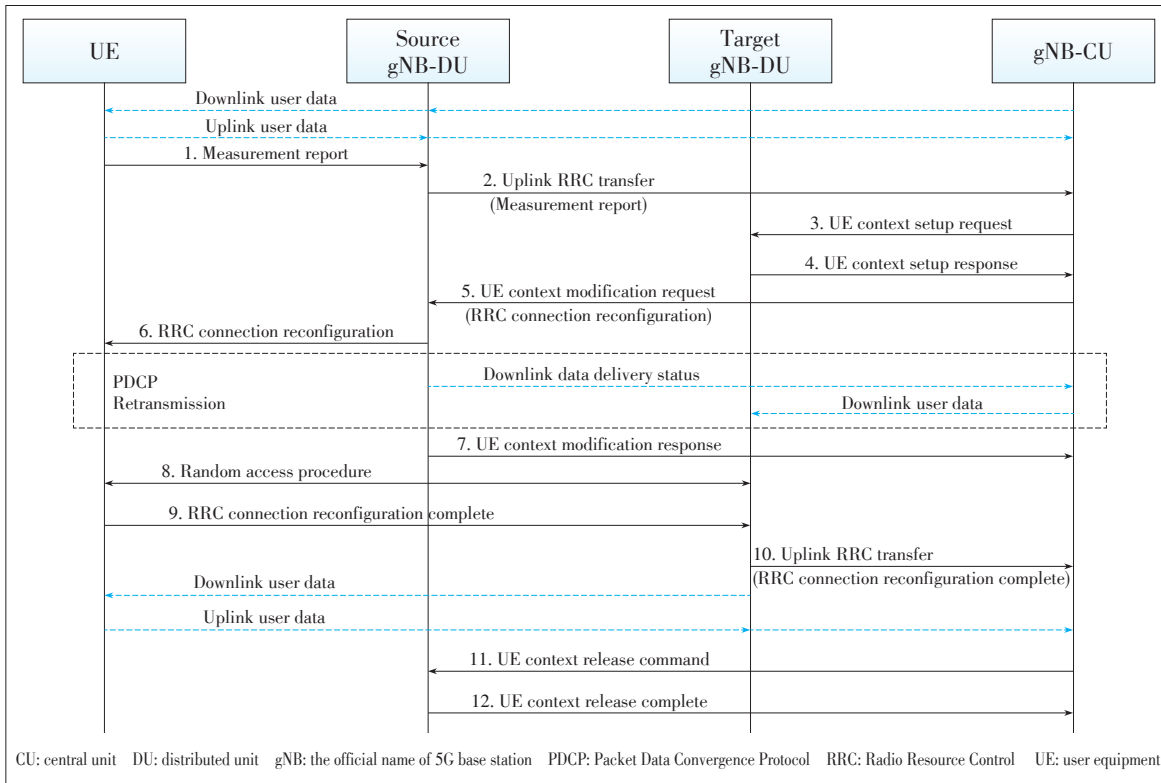 UE
Source
gNB-DU
Target
gNB-DU
gNB-CU
Downlink user data
Uplink user data
1. Measurement report
2. Uplink RRC transfer
(Measurement report)
3. UE context setup request
4. UE context setup response
5. UE context modification request
(RRC connection reconfiguration)
6. RRC connection reconfiguration
PDCP
Retransmission
Downlink data delivery status
Downlink user data
7. UE context modification response
8. Random access procedure
9. RRC connection reconfiguration complete
10. Uplink RRC transfer
(RRC connection reconfiguration complete)
Downlink user data
Uplink user data
11. UE context release command
12. UE context release complete
CU: central unit DU: distributed unit gNB: the official name of 5G base station PDCP: Packet Data Convergence Protocol RRC: Radio Resource Control UE: user equipment